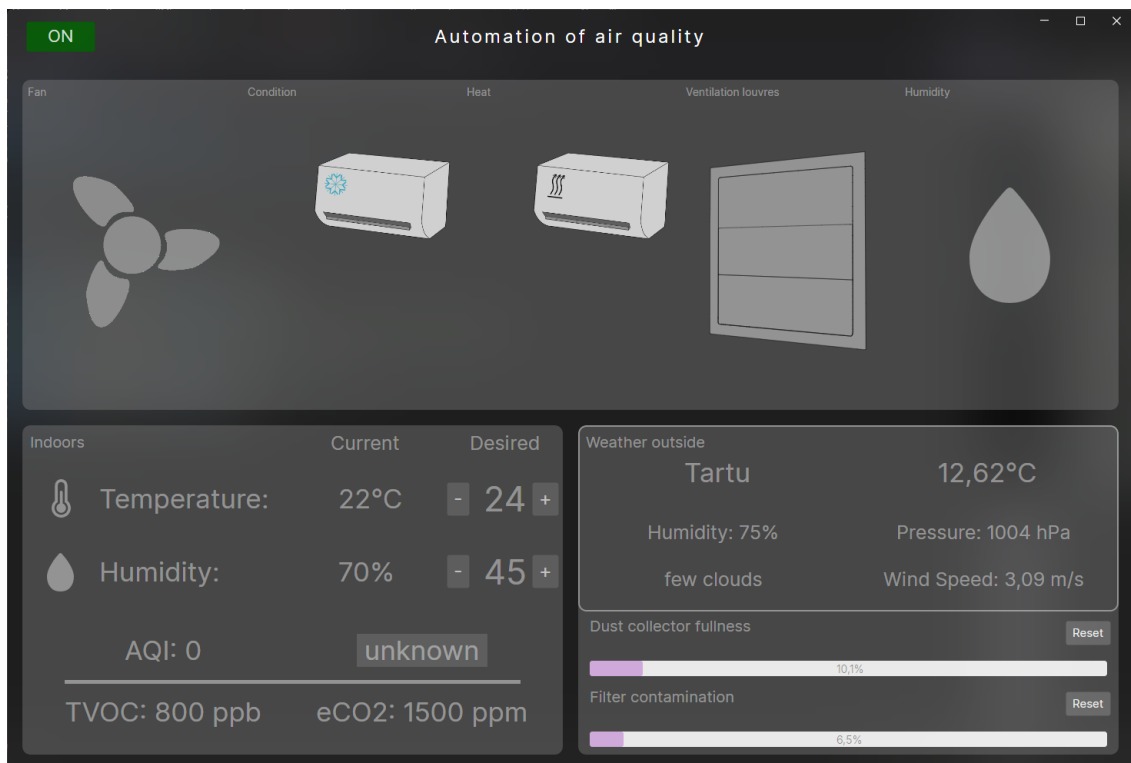 ON
Automation of air quality
Fan Condition Heat Ventilation louvres Humidity
Indoors Current Desired
Temperature: 22°C - 24 +
Humidity: 70% - 45 +
AQI: 0 unknown
TVOC: 800 ppb eCO2: 1500 ppm
Weather outside
Tartu 12,62°C
Humidity: 75% Pressure: 1004 hPa
few clouds Wind Speed: 3,09 m/s
Dust collector fullness Reset
10,1%
Filter contamination Reset
6,5%